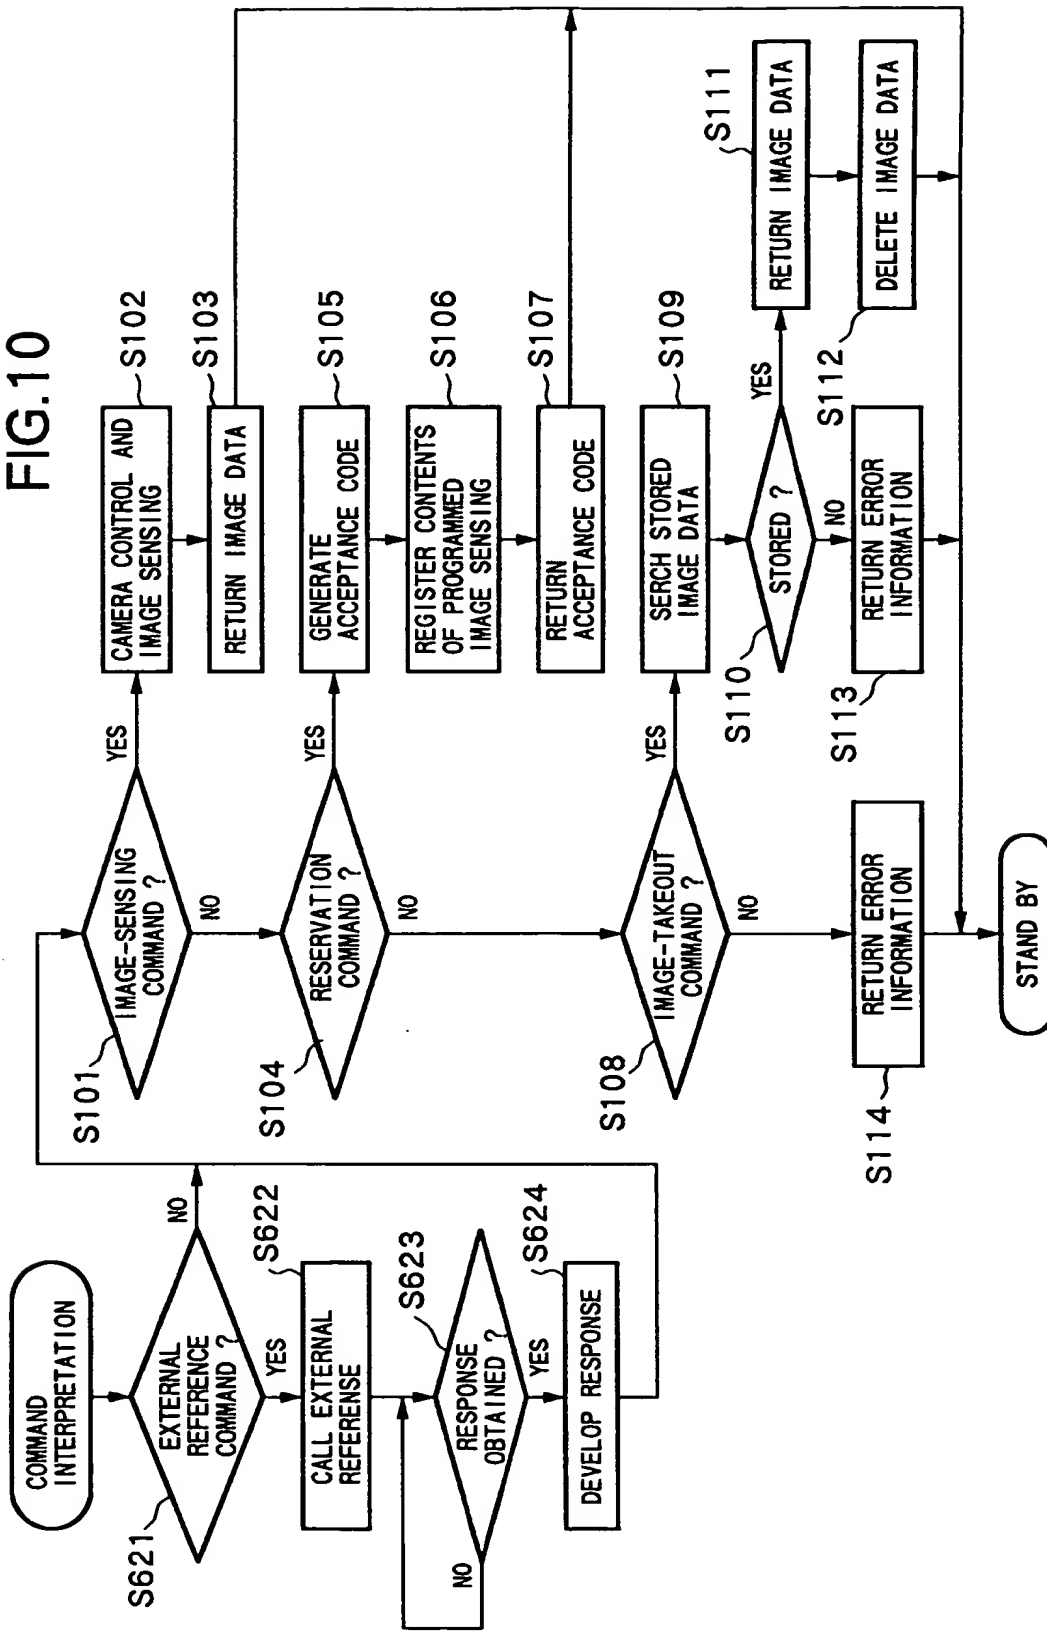 FIG.10
COMMAND
INTERPRETATION
S621
EXTERNAL
REFERENCE
COMMAND ?
NO
YES
S622
CALL EXTERNAL
REFERENSE
S623
RESPONSE
OBTAINED ?
NO
YES
S624
DEVELOP RESPONSE
S101
IMAGE-SENSING
COMMAND ?
YES
NO
S102
CAMERA CONTROL AND
IMAGE SENSING
S103
RETURN IMAGE DATA
S104
RESERVATION
COMMAND ?
YES
NO
S105
GENERATE
ACCEPTANCE CODE
S106
REGISTER CONTENTS
OF PROGRAMMED
IMAGE SENSING
S107
RETURN
ACCEPTANCE CODE
S108
IMAGE-TAKEOUT
COMMAND ?
YES
NO
S109
SERCH STORED
IMAGE DATA
S110
STORED ?
YES
NO
S111
RETURN IMAGE DATA
S112
DELETE IMAGE DATA
S113
RETURN ERROR
INFORMATION
S114
RETURN ERROR
INFORMATION
STAND BY